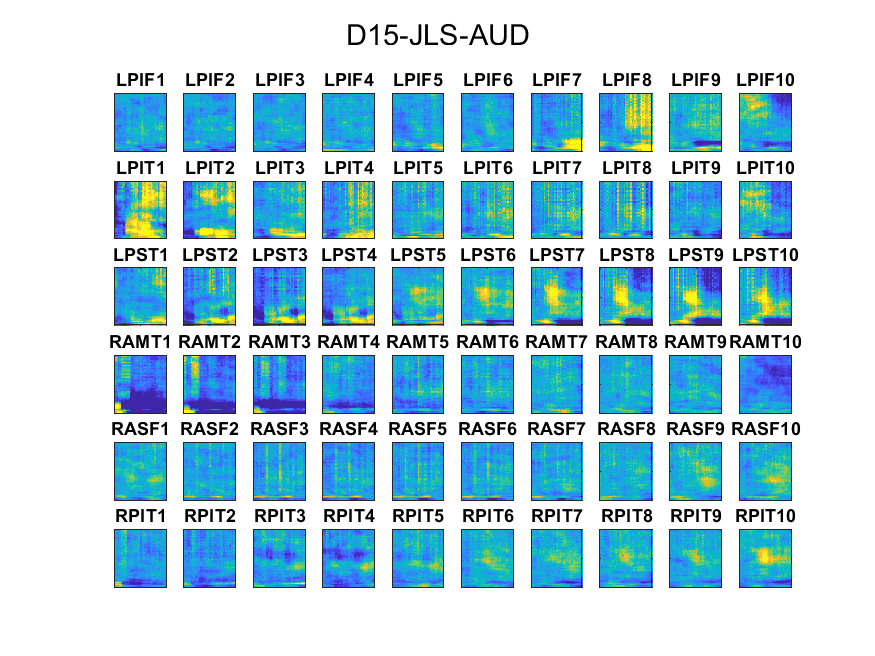 D15-JLS-AUD
LPIF1 LPIF2 LPIF3 LPIF4 LPIF5 LPIF6 LPIF7 LPIF8 LPIF9 LPIF10
LPIT1 LPIT2 LPIT3 LPIT4 LPIT5 LPIT6 LPIT7 LPIT8 LPIT9 LPIT10
LPST1 LPST2 LPST3 LPST4 LPST5 LPST6 LPST7 LPST8 LPST9 LPST10
RAMT1 RAMT2 RAMT3 RAMT4 RAMT5 RAMT6 RAMT7 RAMT8 RAMT9 RAMT10
RASF1 RASF2 RASF3 RASF4 RASF5 RASF6 RASF7 RASF8 RASF9 RASF10
RPIT1 RPIT2 RPIT3 RPIT4 RPIT5 RPIT6 RPIT7 RPIT8 RPIT9 RPIT10